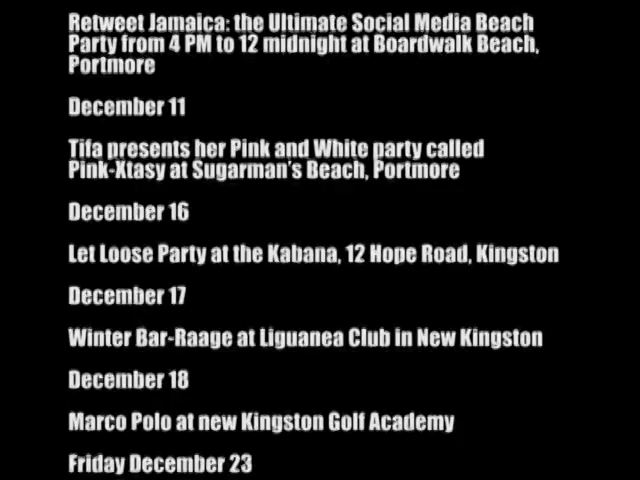 Retweet Jamaica: the Ultimate Social Media Beach
Party from 4 PM to 12 midnight at Boardwalk Beach,
Portmore
December 11
Tifa presents her Pink and White party called
Pink-Xtasy at Sugarman's Beach, Portmore
December 16
Let Loose Party at the Kabana, 12 Hope Road, Kingston
December 17
Winter Bar-Raage at Liguanea Club in New Kingston
December 18
Marco Polo at new Kingston Golf Academy
Friday December 23